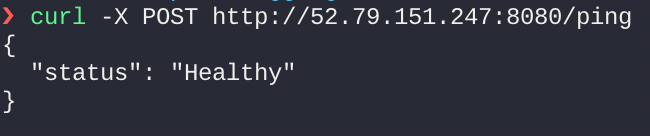 ❯ curl -X POST http://52.79.151.247:8080/ping
{
  "status": "Healthy"
}